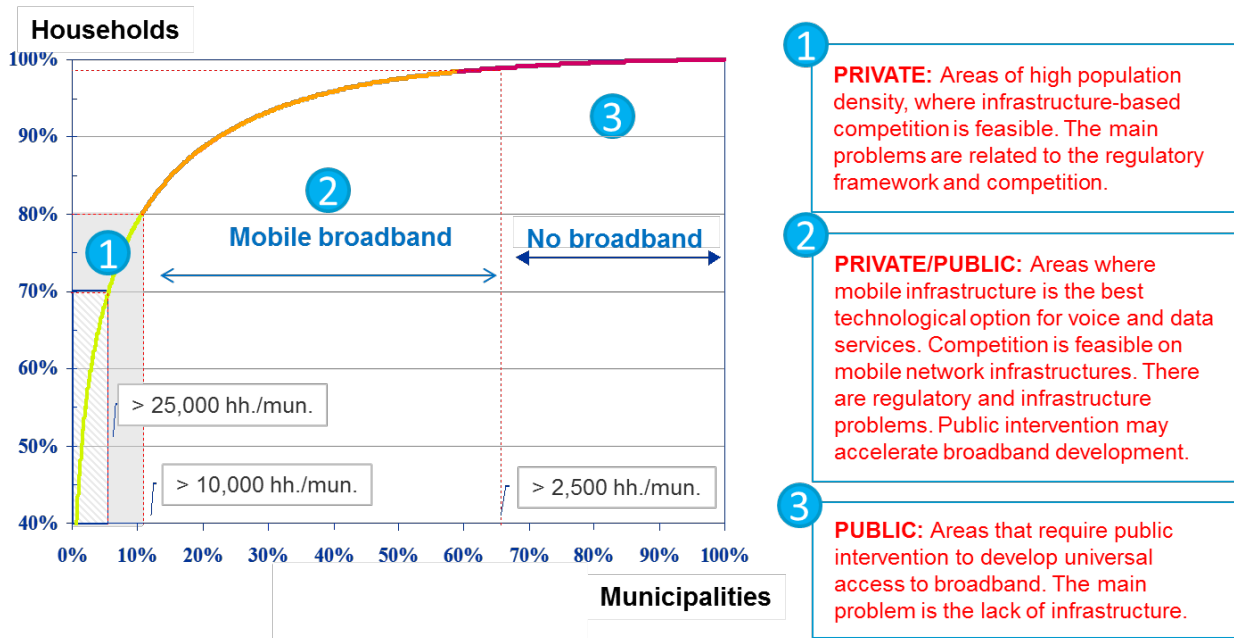 Households
100%
90%
80%
70%
60%
50%
40%
0%
10%
20%
30%
40%
50%
60%
70%
80%
90%
100%
Municipalities
1
2
3
Mobile broadband
No broadband
> 25,000 hh./mun.
> 10,000 hh./mun.
> 2,500 hh./mun.
1
PRIVATE: Areas of high population
density, where infrastructure-based
competition is feasible. The main
problems are related to the regulatory
framework and competition.
2
PRIVATE/PUBLIC: Areas where
mobile infrastructure is the best
technological option for voice and data
services. Competition is feasible on
mobile network infrastructures. There
are regulatory and infrastructure
problems. Public intervention may
accelerate broadband development.
3
PUBLIC: Areas that require public
intervention to develop universal
access to broadband. The main
problem is the lack of infrastructure.